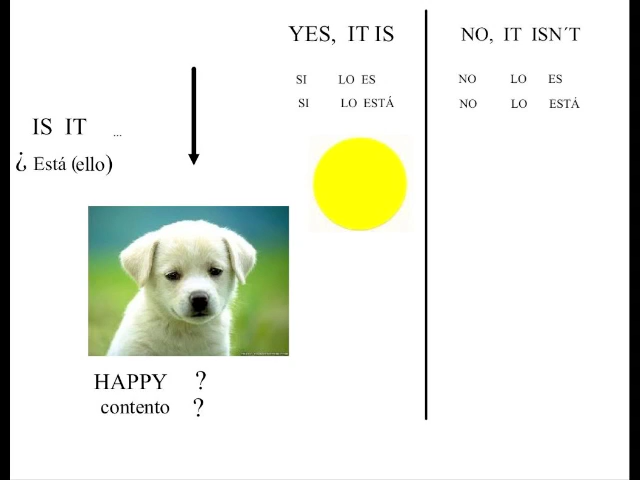 YES, IT IS
NO, IT ISN´T
SI LO ES
NO LO ES
SI LO ESTÁ
NO LO ESTÁ
IS IT ...
¿ Está (ello)
HAPPY ?
contento ?